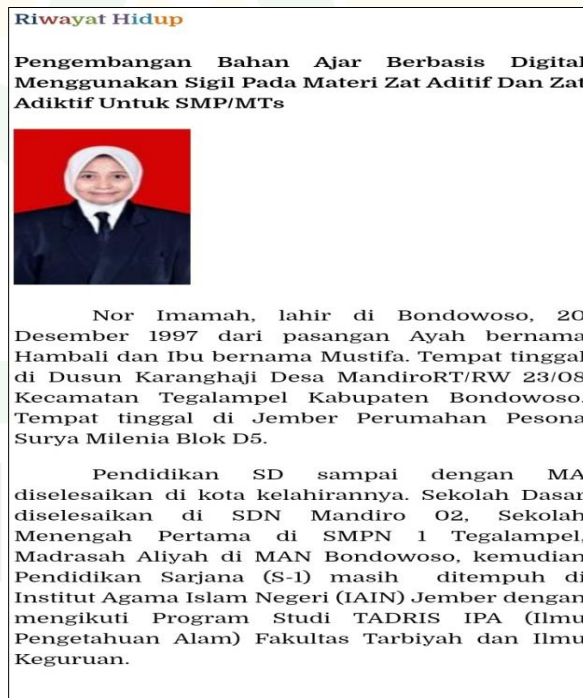 Riwayat Hidup
Pengembangan Bahan Ajar Berbasis Digital
Menggunakan Sigil Pada Materi Zat Aditif Dan Zat
Adiktif Untuk SMP/MTs
Nor Imamah, lahir di Bondowoso, 20
Desember 1997 dari pasangan Ayah bernama
Hambali dan Ibu bernama Mustifa. Tempat tinggal
di Dusun Karanghaji Desa MandiroRT/RW 23/08
Kecamatan Tegalampel Kabupaten Bondowoso.
Tempat tinggal di Jember Perumahan Pesona
Surya Milenia Blok D5.
Pendidikan SD sampai dengan MA
diselesaikan di kota kelahirannya. Sekolah Dasar
diselesaikan di SDN Mandiro 02, Sekolah
Menengah Pertama di SMPN 1 Tegalampel,
Madrasah Aliyah di MAN Bondowoso, kemudian
Pendidikan Sarjana (S-1) masih ditempuh di
Institut Agama Islam Negeri (IAIN) Jember dengan
mengikuti Program Studi TADRIS IPA (Ilmu
Pengetahuan Alam) Fakultas Tarbiyah dan Ilmu
Keguruan.